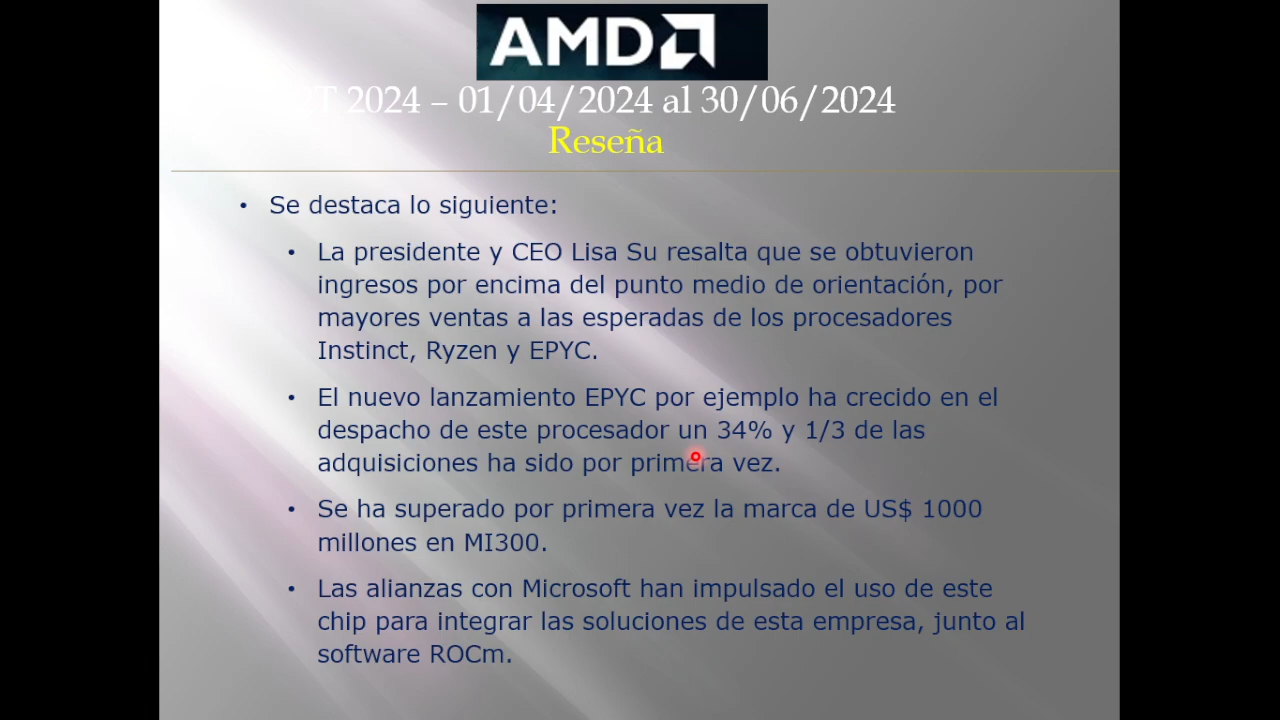 AMD
T 2024 – 01/04/2024 al 30/06/2024
Reseña
• Se destaca lo siguiente:
• La presidente y CEO Lisa Su resalta que se obtuvieron
ingresos por encima del punto medio de orientación, por
mayores ventas a las esperadas de los procesadores
Instinct, Ryzen y EPYC.
• El nuevo lanzamiento EPYC por ejemplo ha crecido en el
despacho de este procesador un 34% y 1/3 de las
adquisiciones ha sido por primera vez.
• Se ha superado por primera vez la marca de US$ 1000
millones en MI300.
• Las alianzas con Microsoft han impulsado el uso de este
chip para integrar las soluciones de esta empresa, junto al
software ROCm.